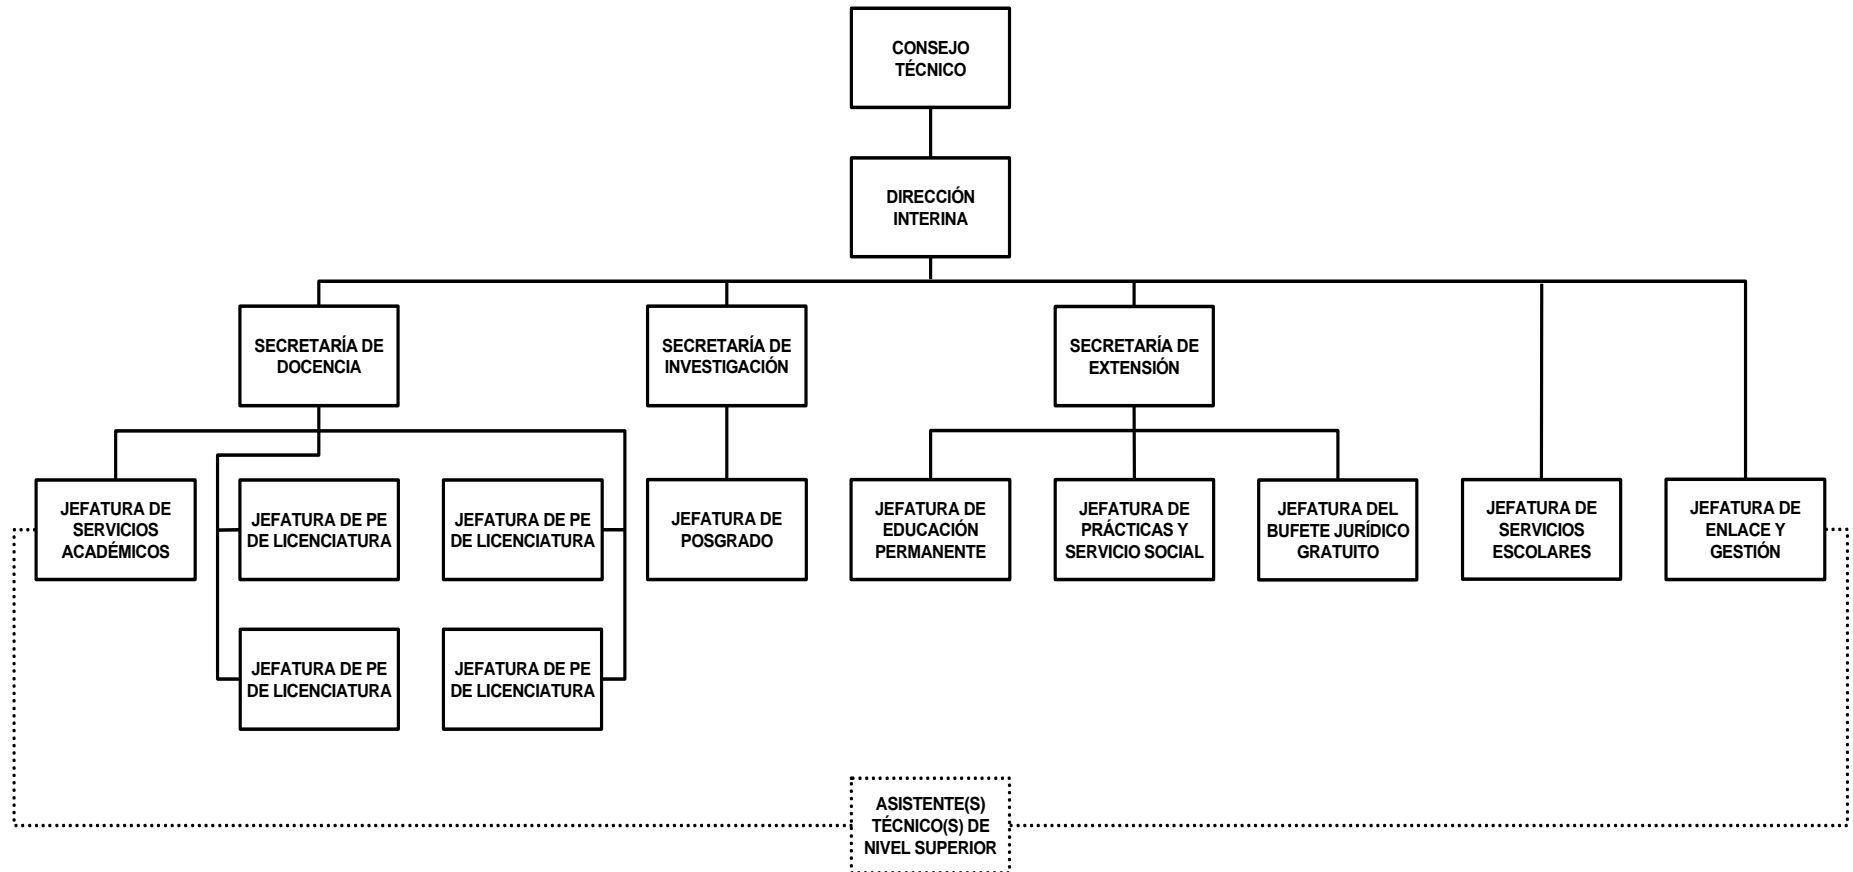 CONSEJO
TÉCNICO
DIRECCIÓN
INTERINA
SECRETARÍA DE
DOCENCIA
SECRETARÍA DE
INVESTIGACIÓN
SECRETARÍA DE
EXTENSIÓN
JEFATURA DE
SERVICIOS
ACADÉMICOS
JEFATURA DE PE
DE LICENCIATURA
JEFATURA DE PE
DE LICENCIATURA
JEFATURA DE
POSGRADO
JEFATURA DE
EDUCACIÓN
PERMANENTE
JEFATURA DE
PRÁCTICAS Y
SERVICIO SOCIAL
JEFATURA DEL
BUFETE JURÍDICO
GRATUITO
JEFATURA DE
SERVICIOS
ESCOLARES
JEFATURA DE
ENLACE Y
GESTIÓN
JEFATURA DE PE
DE LICENCIATURA
JEFATURA DE PE
DE LICENCIATURA
ASISTENTE(S)
TÉCNICO(S) DE
NIVEL SUPERIOR